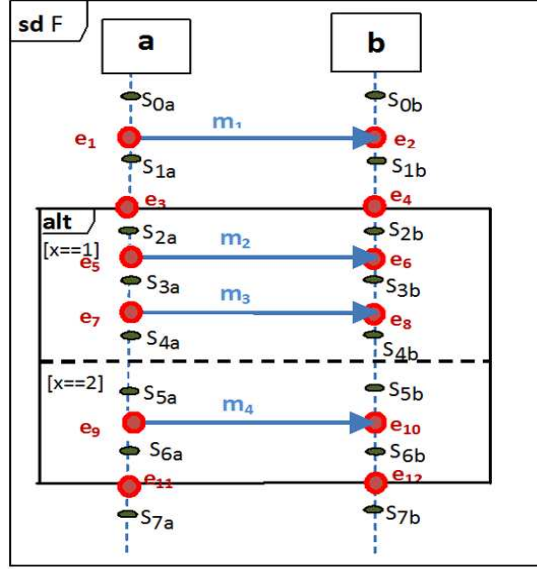 sd F
a b
S0a S0b
m1
e1 e2
S1a S1b
e3 e4
alt
S2a S2b
[x==1] m2
e5 e6
S3a S3b
m3
e7 e8
S4a S4b
[x==2]
S5a S5b
m4
e9 e10
S6a S6b
e11 e12
S7a S7b